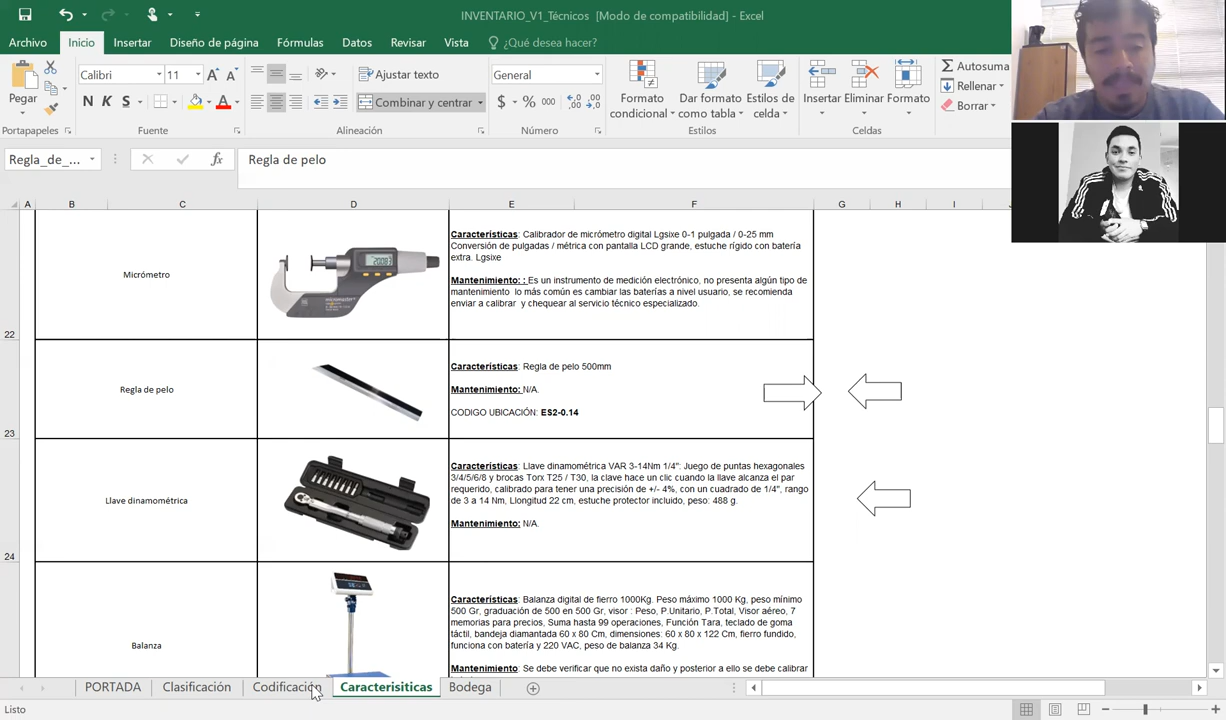 INVENTARIO_V1_Técnicos [Modo de compatibilidad] - Excel
Archivo Inicio Insertar Diseño de página Fórmulas Datos Revisar Vista ¿Qué desea hacer?
Pegar
Calibri 11
N K S
Ajustar texto
Combinar y centrar
General
$ % 000
Formato condicional
Dar formato como tabla
Estilos de celda
Insertar Eliminar Formato
Autosuma
Rellenar
Borrar
Portapapeles Fuente Alineación Número Estilos Celdas
Regla_de_... fx Regla de pelo
A B C D E F G H I
22
Micrómetro
Características: Calibrador de micrómetro digital Lgsixe 0-1 pulgada / 0-25 mm
Conversión de pulgadas / métrica con pantalla LCD grande, estuche rígido con batería
extra. Lgsixe
Mantenimiento: : Es un instrumento de medición electrónico, no presenta algún tipo de
mantenimiento lo más común es cambiar las baterías a nivel usuario, se recomienda
enviar a calibrar y chequear al servicio técnico especializado.
23
Regla de pelo
Características: Regla de pelo 500mm
Mantenimiento: N/A.
CODIGO UBICACIÓN: ES2-0.14
24
Llave dinamométrica
Características: Llave dinamométrica VAR 3-14Nm 1/4": Juego de puntas hexagonales
3/4/5/6/8 y brocas Torx T25 / T30, la clave hace un clic cuando la llave alcanza el par
requerido, calibrado para tener una precisión de +/- 4%, con un cuadrado de 1/4", rango
de 3 a 14 Nm, Llongitud 22 cm, estuche protector incluido, peso: 488 g.
Mantenimiento: N/A.
Balanza
Características: Balanza digital de fierro 1000Kg. Peso máximo 1000 Kg, peso mínimo
500 Gr, graduación de 500 en 500 Gr, visor : Peso, P.Unitario, P.Total, Visor aéreo, 7
memorias para precios, Suma hasta 99 operaciones, Función Tara, teclado de goma
táctil, bandeja diamantada 60 x 80 Cm, dimensiones: 60 x 80 x 122 Cm, fierro fundido,
funciona con batería y 220 VAC, peso de balanza 34 Kg.
Mantenimiento: Se debe verificar que no exista daño y posterior a ello se debe calibrar
PORTADA Clasificación Codificación Caracterisiticas Bodega
Listo